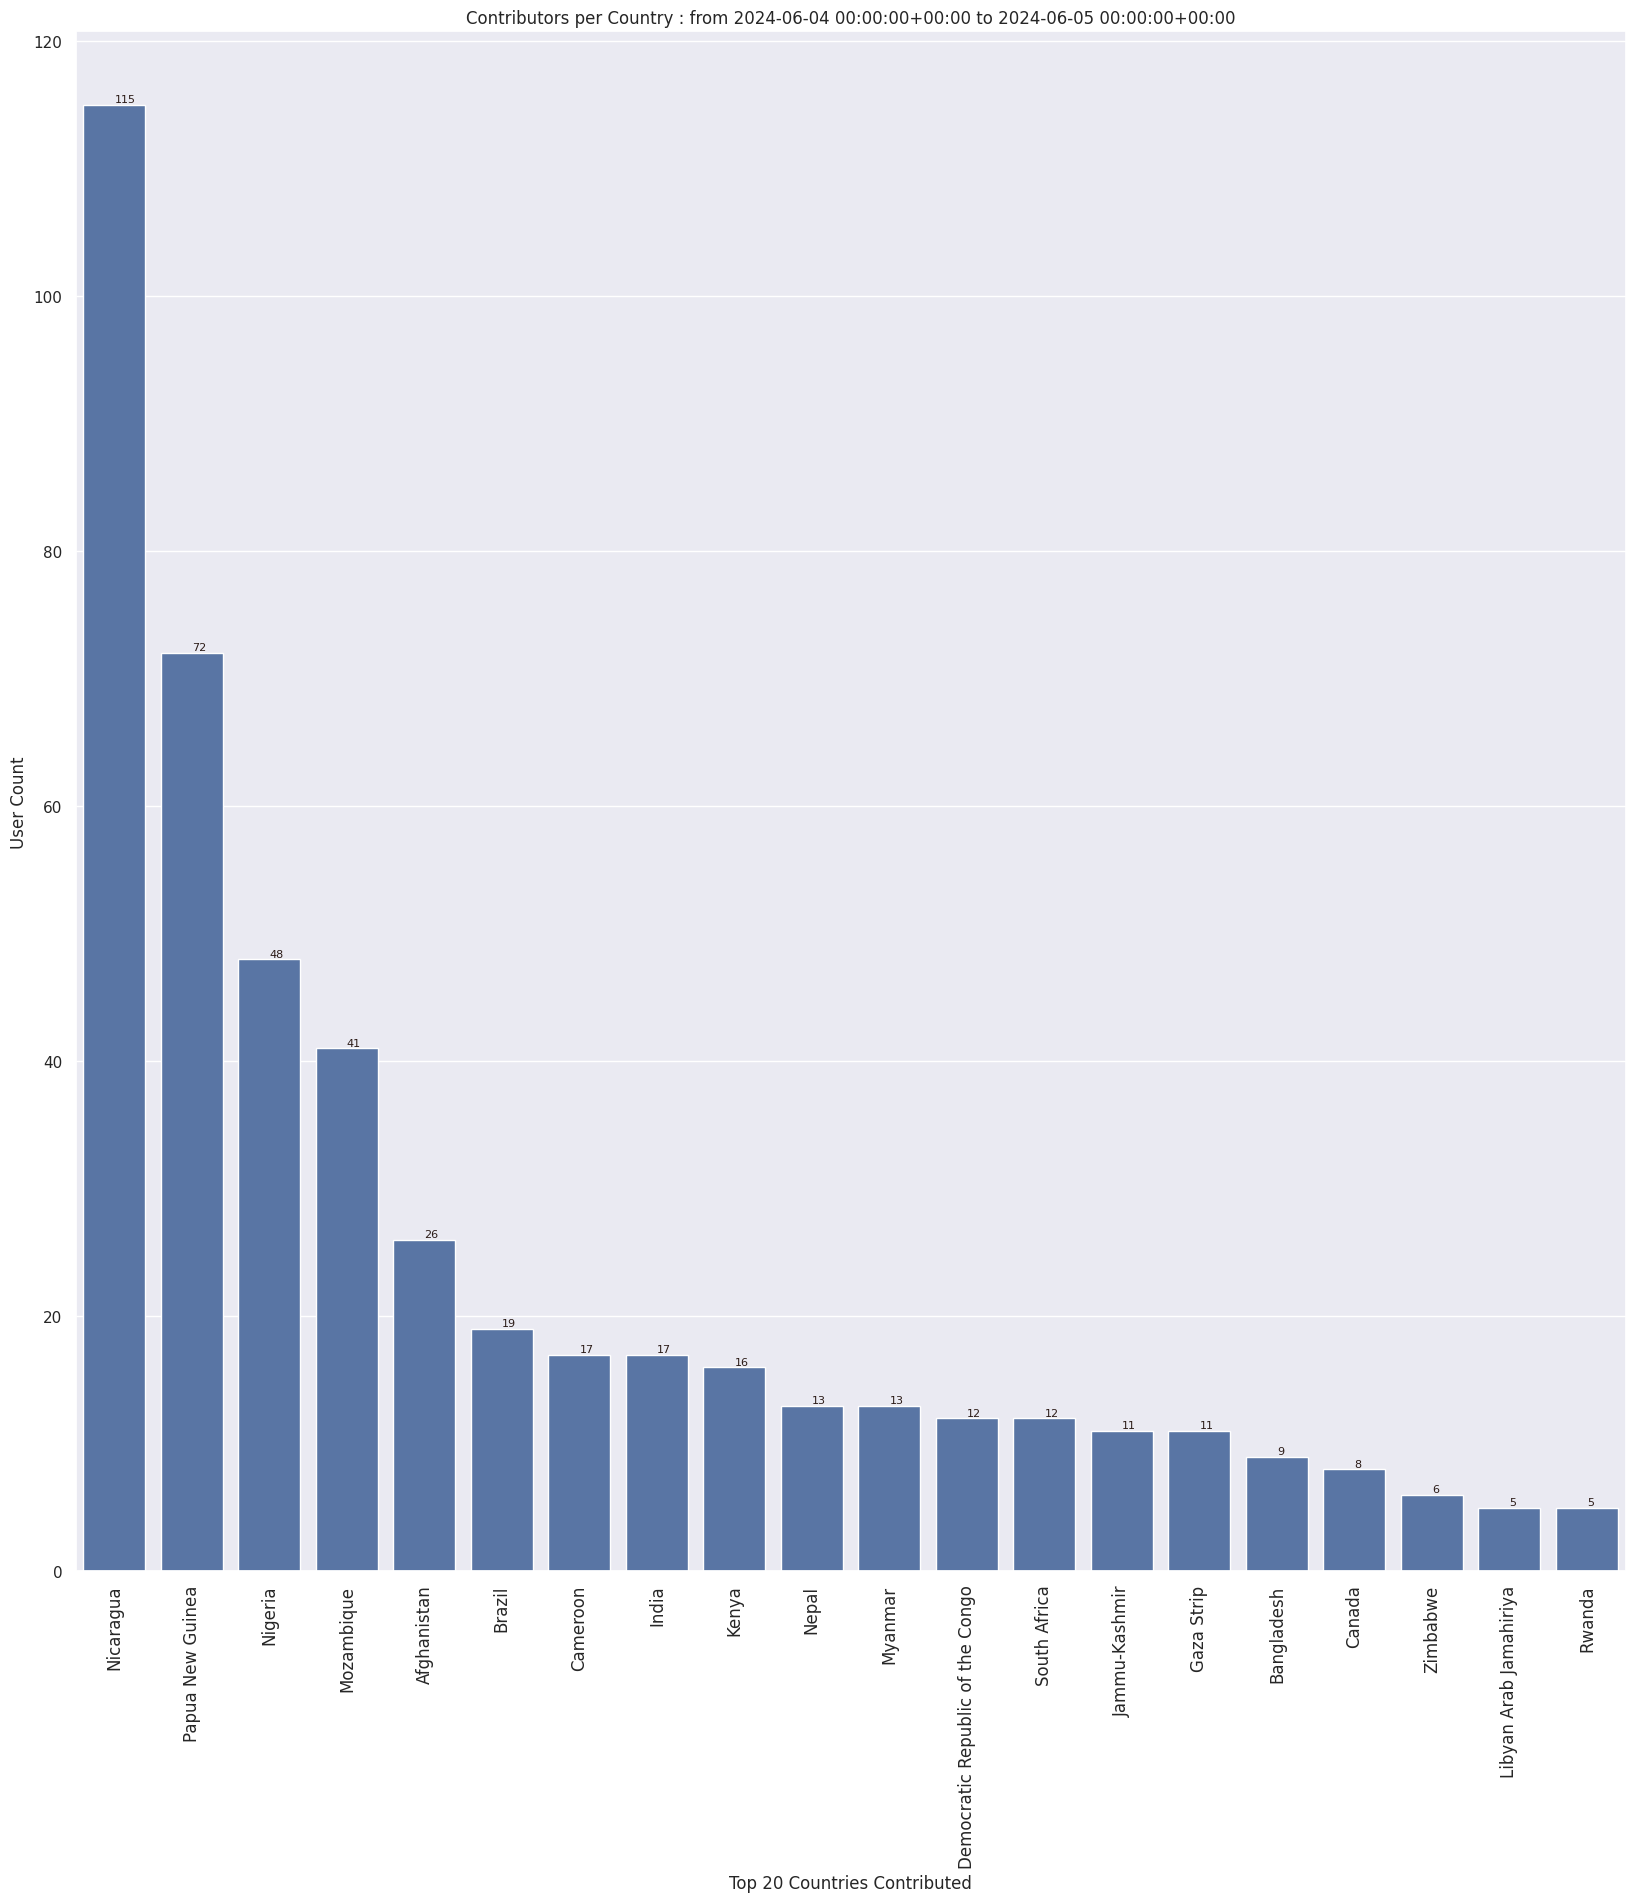 Contributors per Country : from 2024-06-04 00:00:00+00:00 to 2024-06-05 00:00:00+00:00
120
100
80
60
40
20
0
User Count
115
72
48
41
26
19
17
17
16
13
13
12
12
11
11
9
8
6
5
5
Nicaragua
Papua New Guinea
Nigeria
Mozambique
Afghanistan
Brazil
Cameroon
India
Kenya
Nepal
Myanmar
Democratic Republic of the Congo
South Africa
Jammu-Kashmir
Gaza Strip
Bangladesh
Canada
Zimbabwe
Libyan Arab Jamahiriya
Rwanda
Top 20 Countries Contributed